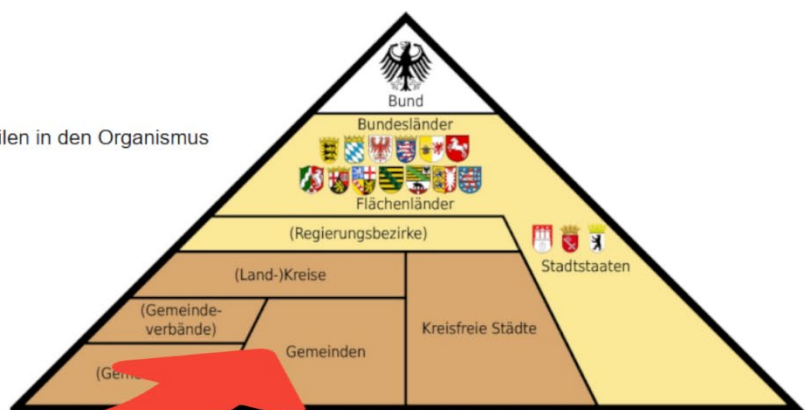 Bund
Bundesländer
ilen in den Organismus
Flächenländer
(Regierungsbezirke)
Stadtstaaten
(Land-)Kreise
(Gemeinde-
verbände)
Kreisfreie Städte
Gemeinden